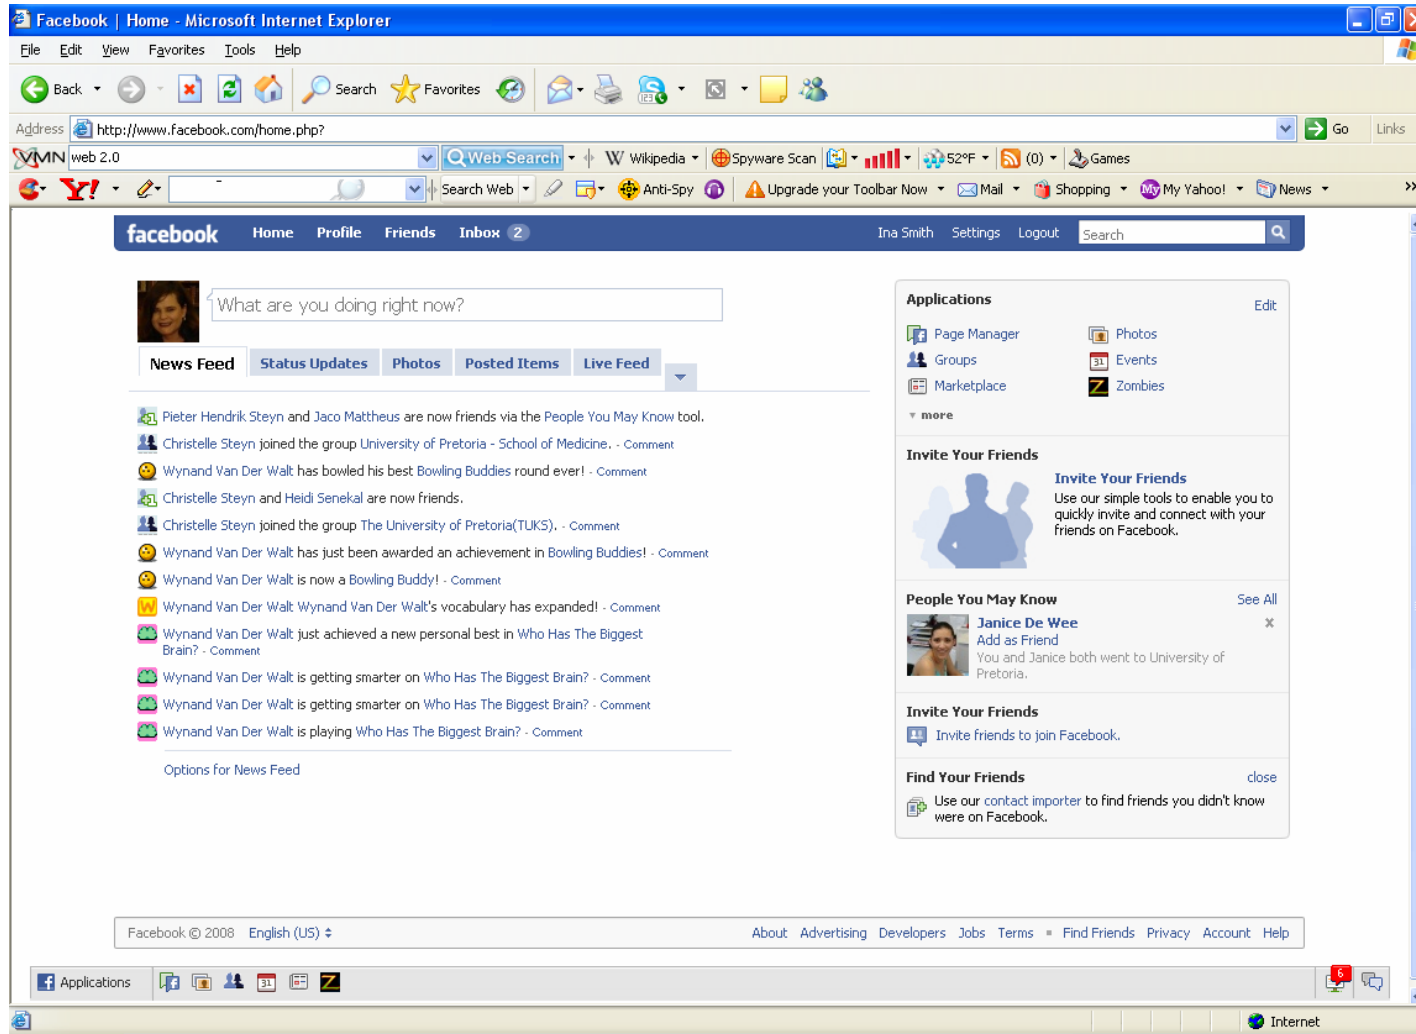 Facebook | Home - Microsoft Internet Explorer
File Edit View Favorites Tools Help
Back Search Favorites
Address http://www.facebook.com/home.php? Go Links
VMN web 2.0 Web Search W Wikipedia Spyware Scan 52°F (0) Games
Y! Search Web Anti-Spy Upgrade your Toolbar Now Mail Shopping My My Yahoo! News »
facebook Home Profile Friends Inbox 2 Ina Smith Settings Logout Search
What are you doing right now?
News Feed Status Updates Photos Posted Items Live Feed
Pieter Hendrik Steyn and Jaco Mattheus are now friends via the People You May Know tool.
Christelle Steyn joined the group University of Pretoria - School of Medicine. - Comment
Wynand Van Der Walt has bowled his best Bowling Buddies round ever! - Comment
Christelle Steyn and Heidi Senekal are now friends.
Christelle Steyn joined the group The University of Pretoria(TUKS). - Comment
Wynand Van Der Walt has just been awarded an achievement in Bowling Buddies! - Comment
Wynand Van Der Walt is now a Bowling Buddy! - Comment
W Wynand Van Der Walt Wynand Van Der Walt's vocabulary has expanded! - Comment
Wynand Van Der Walt just achieved a new personal best in Who Has The Biggest
Brain? - Comment
Wynand Van Der Walt is getting smarter on Who Has The Biggest Brain? - Comment
Wynand Van Der Walt is getting smarter on Who Has The Biggest Brain? - Comment
Wynand Van Der Walt is playing Who Has The Biggest Brain? - Comment
Options for News Feed
Applications Edit
Page Manager Photos
Groups 31 Events
Marketplace Z Zombies
more
Invite Your Friends
Invite Your Friends
Use our simple tools to enable you to
quickly invite and connect with your
friends on Facebook.
People You May Know See All
Janice De Wee x
Add as Friend
You and Janice both went to University of
Pretoria.
Invite Your Friends
Invite friends to join Facebook.
Find Your Friends close
Use our contact importer to find friends you didn't know
were on Facebook.
Facebook © 2008 English (US) About Advertising Developers Jobs Terms Find Friends Privacy Account Help
f Applications 31 Z 6
Internet